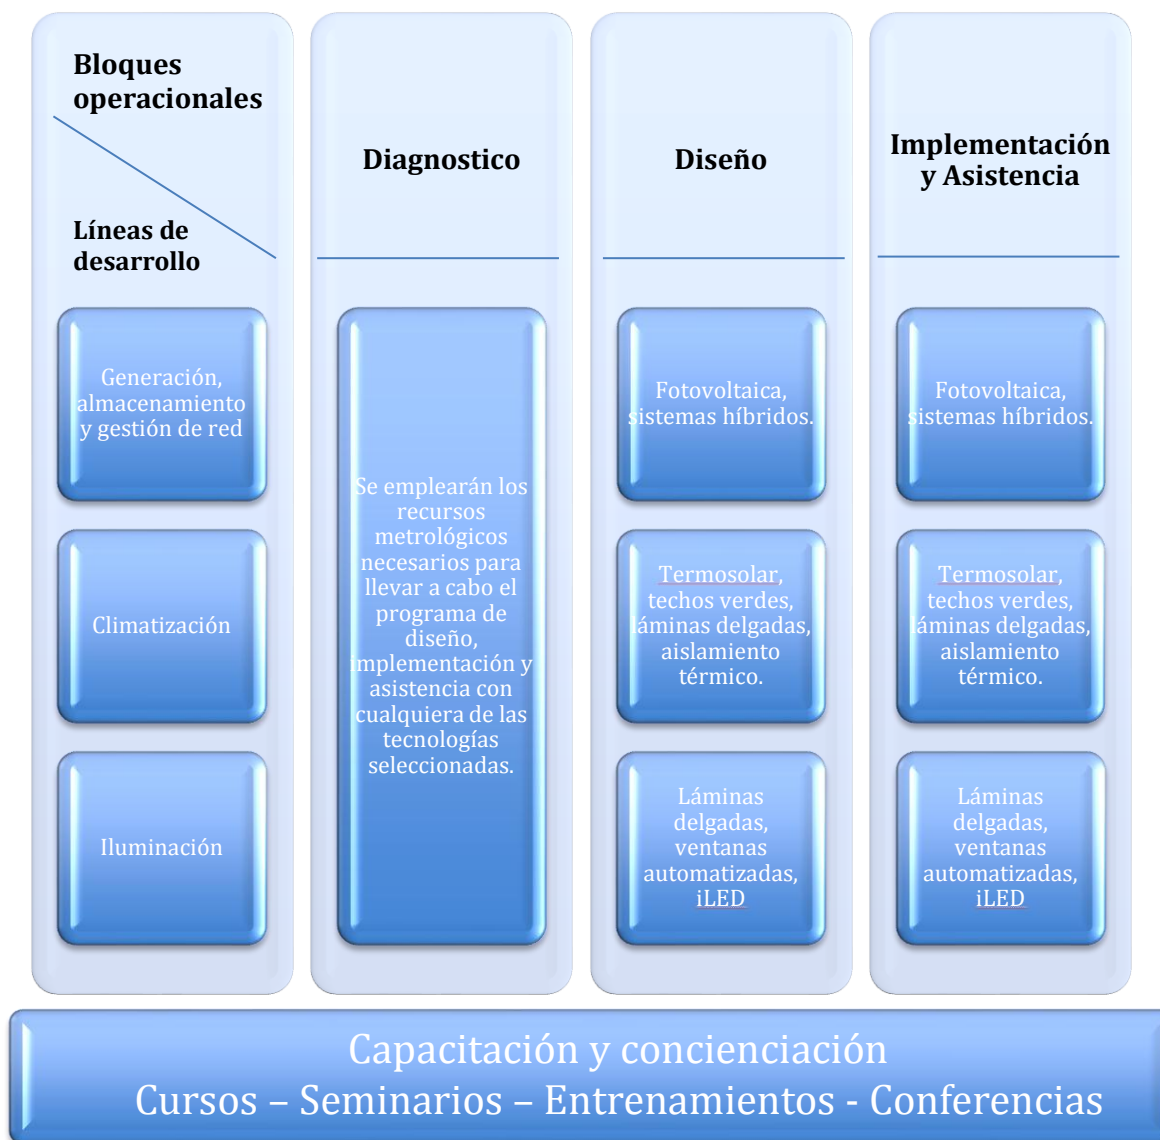 Bloques
operacionales
Líneas de
desarrollo
Diagnostico
Diseño
Implementación
y Asistencia
Generación,
almacenamiento
y gestión de red
Climatización
Iluminación
Se emplearán los
recursos
metrológicos
necesarios para
llevar a cabo el
programa de
diseño,
implementación y
asistencia con
cualquiera de las
tecnologías
seleccionadas.
Fotovoltaica,
sistemas híbridos.
Termosolar,
techos verdes,
láminas delgadas,
aislamiento
térmico.
Láminas
delgadas,
ventanas
automatizadas,
iLED
Fotovoltaica,
sistemas híbridos.
Termosolar,
techos verdes,
láminas delgadas,
aislamiento
térmico.
Láminas
delgadas,
ventanas
automatizadas,
iLED
Capacitación y concienciación
Cursos – Seminarios – Entrenamientos - Conferencias